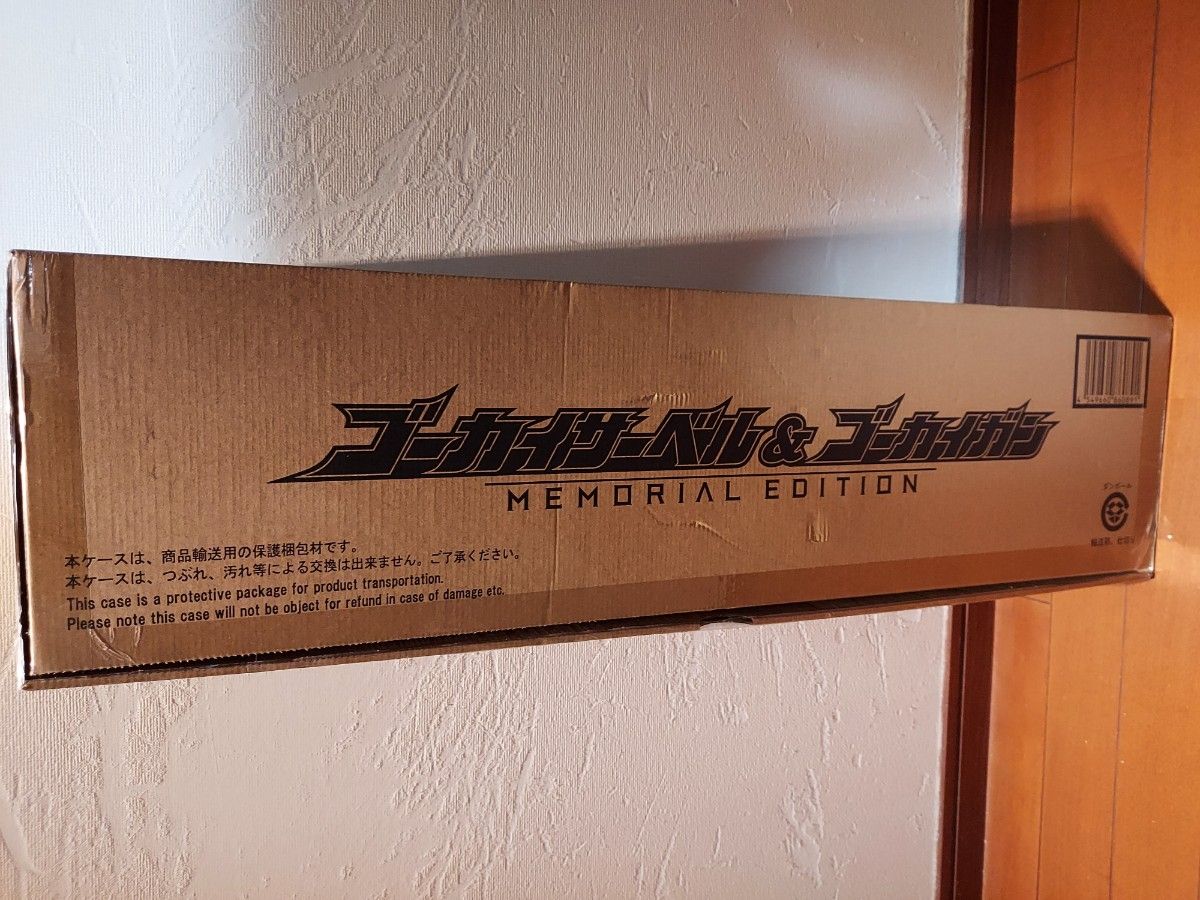 ゴーカイサーベル&ゴーカイガン
MEMORIAL EDITION
本ケースは、商品輸送用の保護梱包材です。
本ケースは、つぶれ、汚れ等による交換は出来ません。ご了承ください。
This case is a protective package for product transportation.
Please note this case will not be object for refund in case of damage etc.
ダンボール